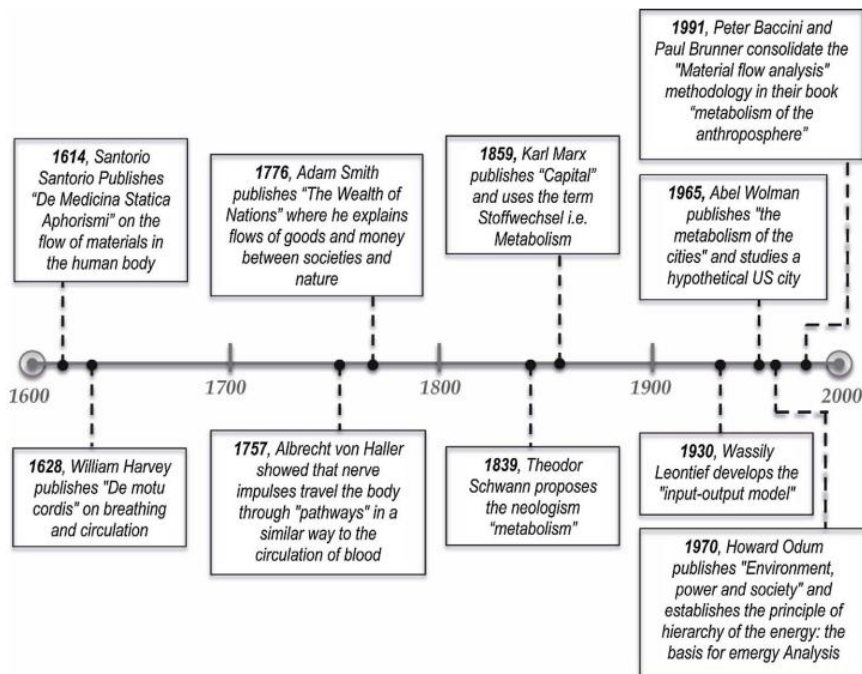 1991, Peter Baccini and
Paul Brunner consolidate the
"Material flow analysis"
methodology in their book
“metabolism of the
anthroposphere”
1614, Santorio
Santorio Publishes
“De Medicina Statica
Aphorismi” on the
flow of materials in
the human body
1776, Adam Smith
publishes “The Wealth of
Nations” where he explains
flows of goods and money
between societies and
nature
1859, Karl Marx
publishes “Capital”
and uses the term
Stoffwechsel i.e.
Metabolism
1965, Abel Wolman
publishes "the
metabolism of the
cities" and studies a
hypothetical US city
1600
1700
1800
1900
2000
1628, William Harvey
publishes "De motu
cordis" on breathing
and circulation
1757, Albrecht von Haller
showed that nerve
impulses travel the body
through "pathways" in a
similar way to the
circulation of blood
1839, Theodor
Schwann proposes
the neologism
“metabolism”
1930, Wassily
Leontief develops the
"input-output model"
1970, Howard Odum
publishes "Environment,
power and society" and
establishes the principle of
hierarchy of the energy: the
basis for emergy Analysis